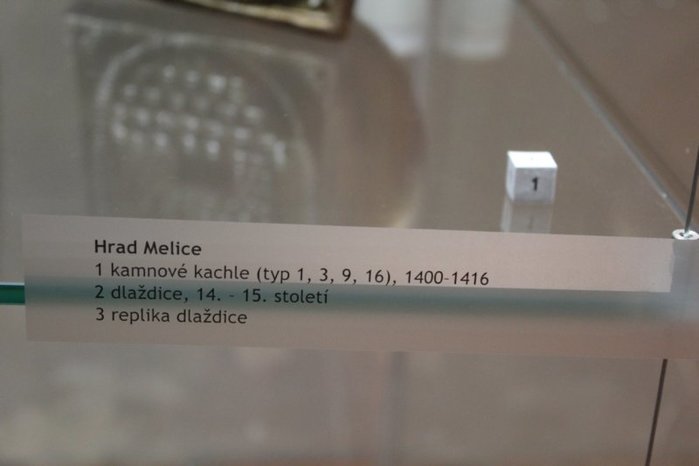 1
Hrad Melice
1 kamnové kachle (typ 1, 3, 9, 16), 1400-1416
2 dlaždice, 14. - 15. století
3 replika dlaždice